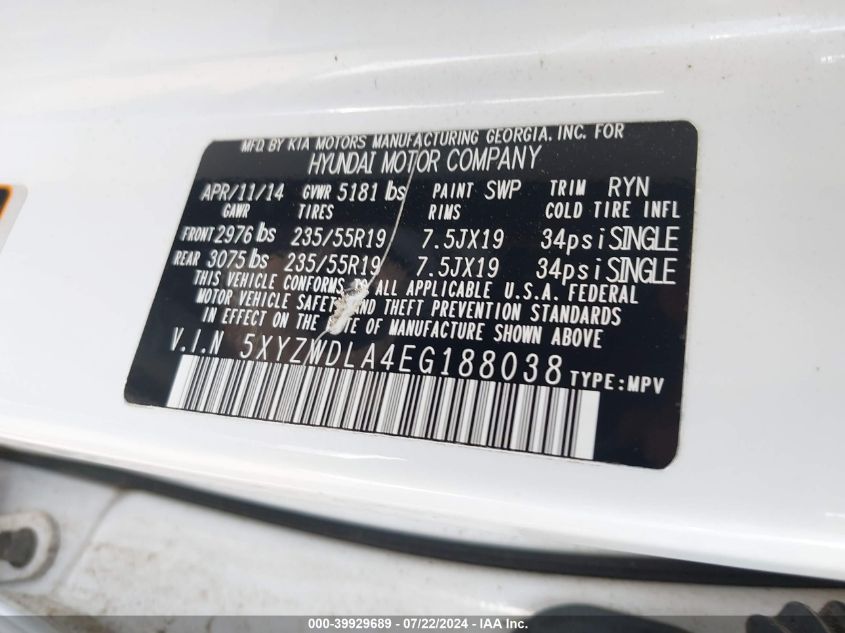 MFD. BY KIA MOTORS MANUFACTURING GEORGIA, INC. FOR
HYUNDAI MOTOR COMPANY
APR/11/14 GVWR 5181 lbs PAINT SWP TRIM RYN
GAWR TIRES RIMS COLD TIRE INFL
FRONT 2976 lbs 235/55R19 7.5JX19 34psi SINGLE
REAR 3075 lbs 235/55R19 7.5JX19 34psi SINGLE
THIS VEHICLE CONFORMS ALL APPLICABLE U.S.A. FEDERAL
MOTOR VEHICLE SAFETY AND THEFT PREVENTION STANDARDS
IN EFFECT ON THE DATE OF MANUFACTURE SHOWN ABOVE
V.I.N 5XYZWDLA4EG188038 TYPE:MPV
000-39929689 - 07/22/2024 - IAA Inc.